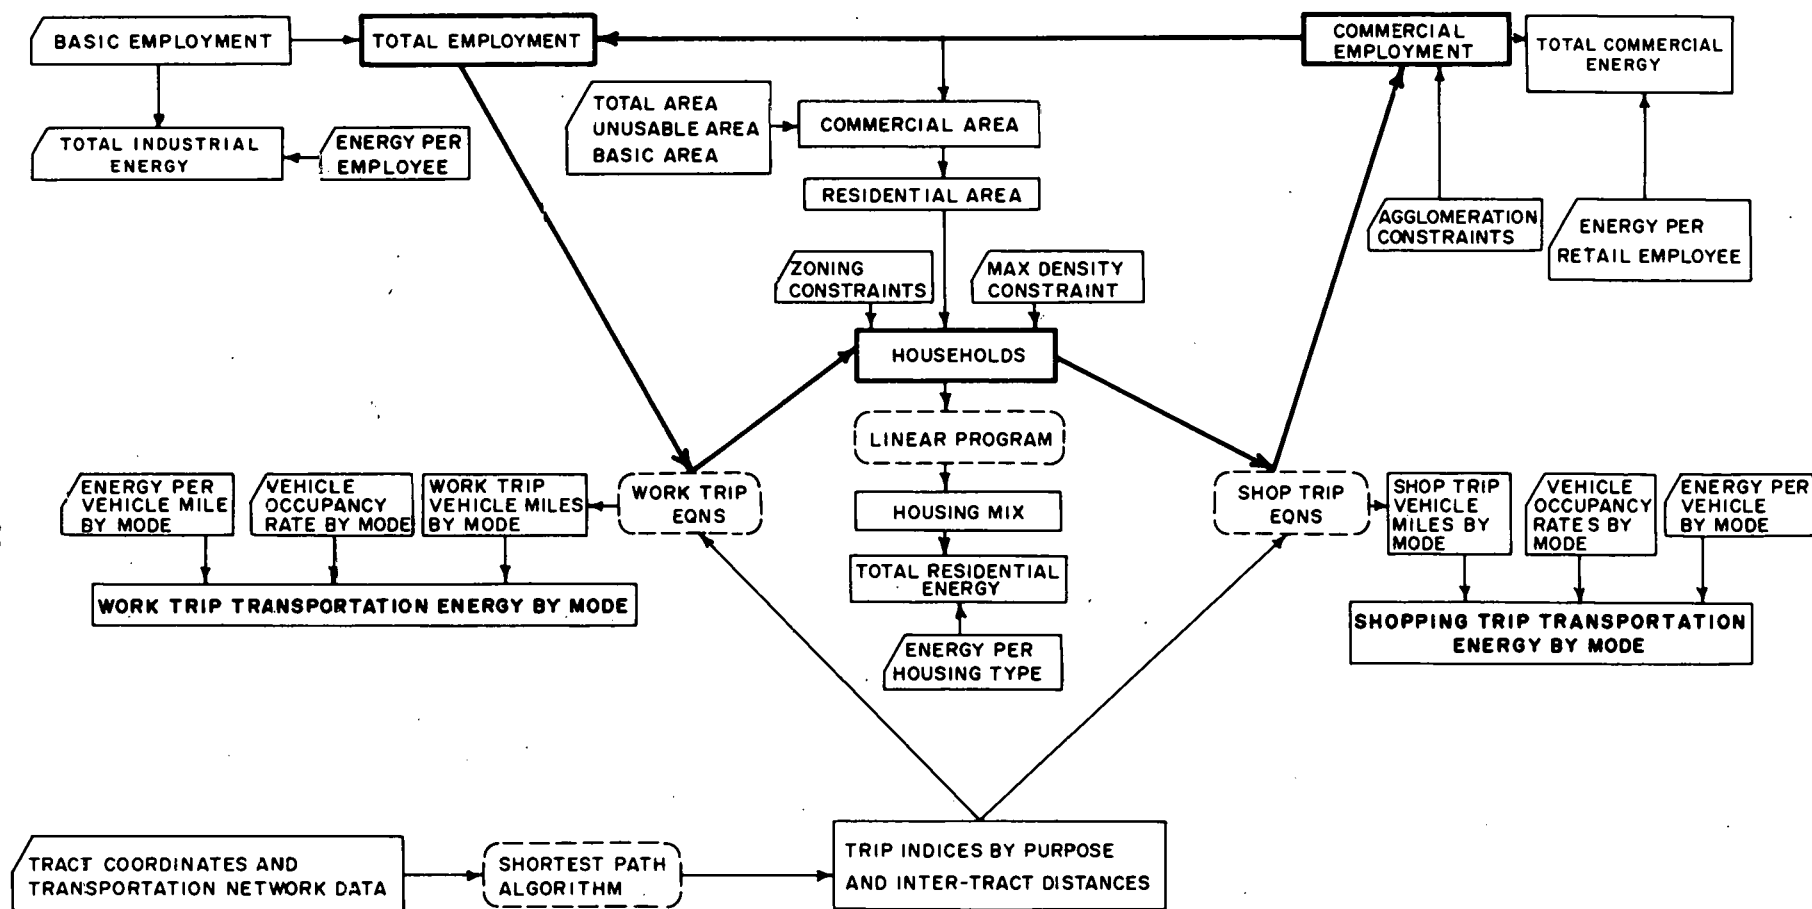 BASIC EMPLOYMENT
TOTAL EMPLOYMENT
COMMERCIAL
EMPLOYMENT
TOTAL COMMERCIAL
ENERGY
TOTAL AREA
UNUSABLE AREA
BASIC AREA
COMMERCIAL AREA
TOTAL INDUSTRIAL
ENERGY
ENERGY PER
EMPLOYEE
RESIDENTIAL AREA
AGGLOMERATION
CONSTRAINTS
ENERGY PER
RETAIL EMPLOYEE
ZONING
CONSTRAINTS
MAX DENSITY
CONSTRAINT
HOUSEHOLDS
LINEAR PROGRAM
ENERGY PER
VEHICLE MILE
BY MODE
VEHICLE
OCCUPANCY
RATE BY MODE
WORK TRIP
VEHICLE MILES
BY MODE
WORK TRIP
EQNS
HOUSING MIX
SHOP TRIP
EQNS
SHOP TRIP
VEHICLE
MILES BY
MODE
VEHICLE
OCCUPANCY
RATES BY
MODE
ENERGY PER
VEHICLE
BY MODE
TOTAL RESIDENTIAL
ENERGY
WORK TRIP TRANSPORTATION ENERGY BY MODE
SHOPPING TRIP TRANSPORTATION
ENERGY BY MODE
ENERGY PER
HOUSING TYPE
TRACT COORDINATES AND
TRANSPORTATION NETWORK DATA
SHORTEST PATH
ALGORITHM
TRIP INDICES BY PURPOSE
AND INTER-TRACT DISTANCES